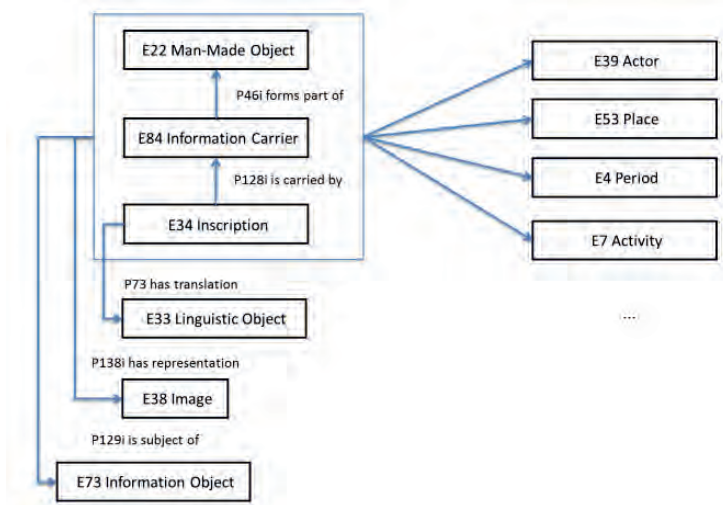 E22 Man-Made Object
P46i forms part of
E84 Information Carrier
P128i is carried by
E34 Inscription
P73 has translation
E33 Linguistic Object
P138i has representation
E38 Image
P129i is subject of
E73 Information Object
E39 Actor
E53 Place
E4 Period
E7 Activity
...